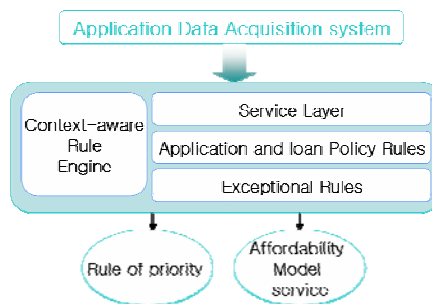 Application Data Acquisition system
Context-aware
Rule
Engine
Service Layer
Application and loan Policy Rules
Exceptional Rules
Rule of priority
Affordability
Model
service